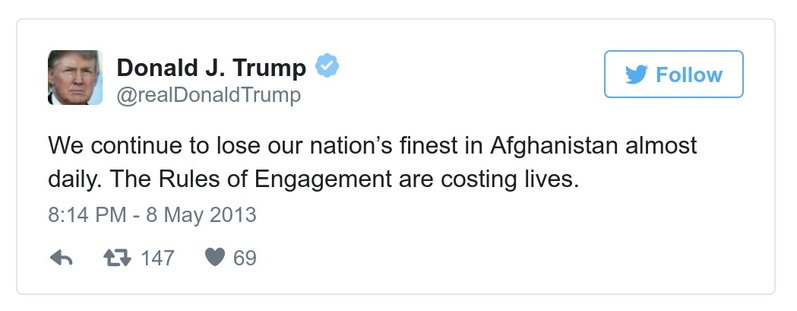 Donald J. Trump
@realDonaldTrump
Follow
We continue to lose our nation’s finest in Afghanistan almost
daily. The Rules of Engagement are costing lives.
8:14 PM - 8 May 2013
147 69